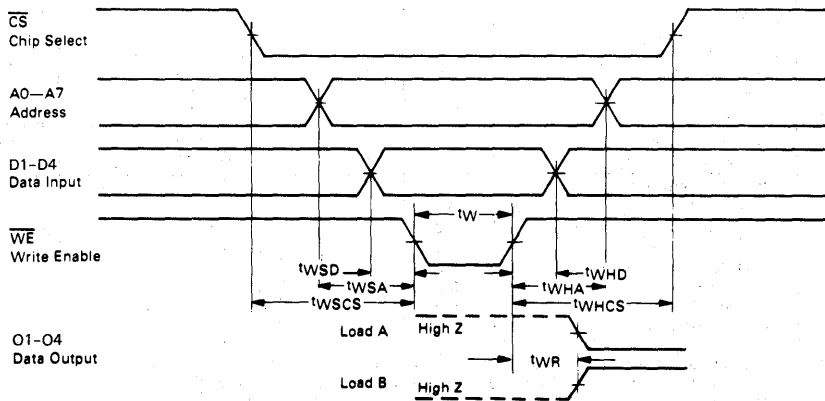 CS
Chip Select
A0—A7
Address
D1-D4
Data Input
tW
WE
Write Enable
tWSD
tWHD
tWSA
tWHA
tWSCS
tWHCS
O1-O4
Data Output
Load A
High Z
tWR
Load B
High Z